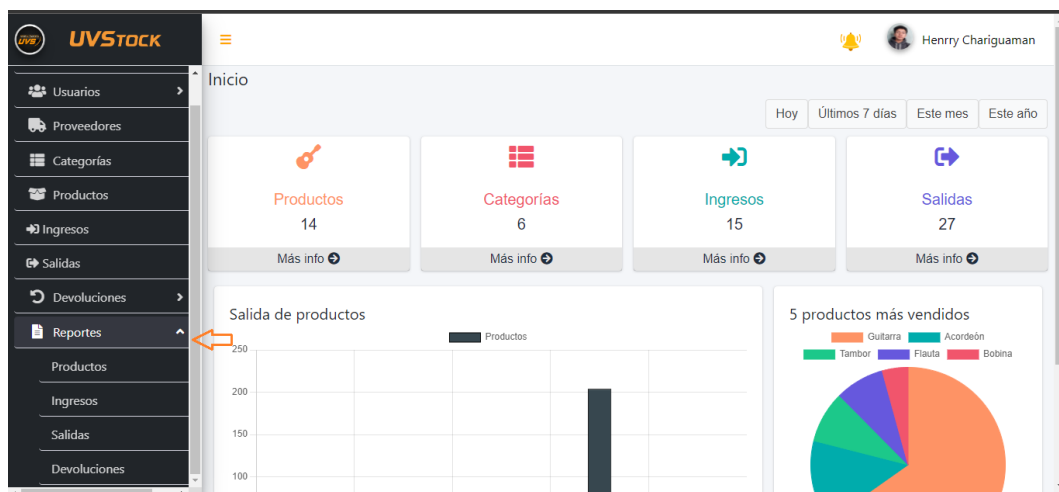 UVS
UVSTOCK
Henrry Chariguaman
Usuarios
Proveedores
Categorías
Productos
Ingresos
Salidas
Devoluciones
Reportes
Productos
Ingresos
Salidas
Devoluciones
Inicio
Hoy Últimos 7 días Este mes Este año
Productos
14
Más info
Categorías
6
Más info
Ingresos
15
Más info
Salidas
27
Más info
Salida de productos
Productos
250
200
150
100
5 productos más vendidos
Guitarra Acordeón
Tambor Flauta Bobina